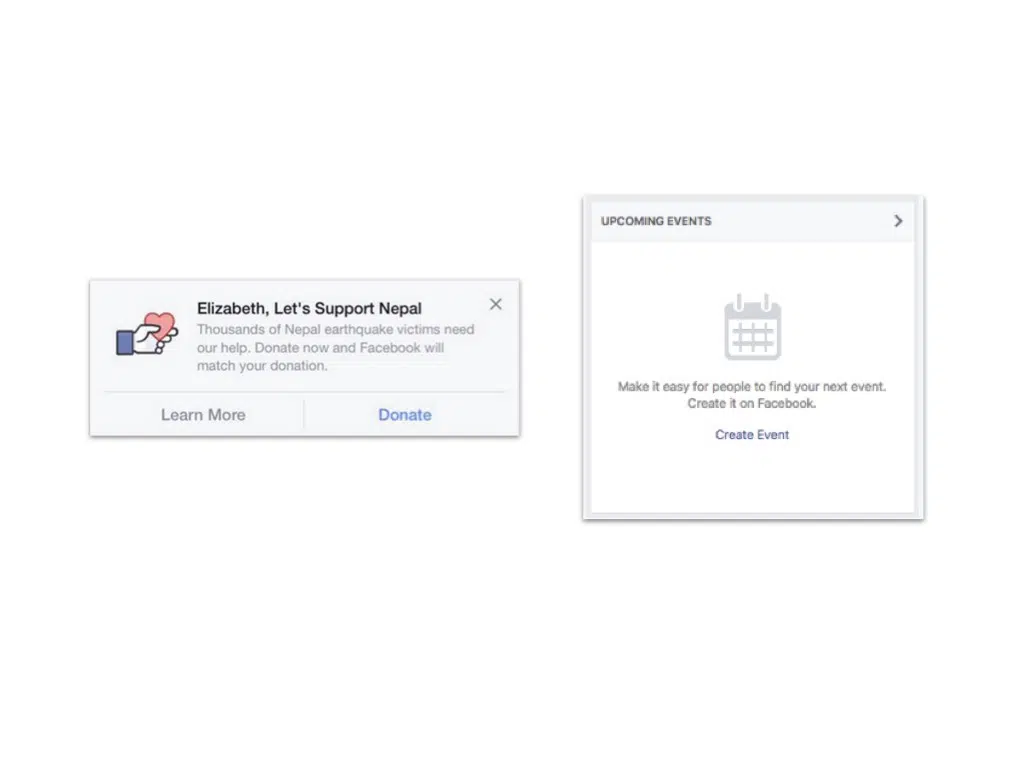 Elizabeth, Let's Support Nepal
Thousands of Nepal earthquake victims need
our help. Donate now and Facebook will
match your donation.
Learn More
Donate
UPCOMING EVENTS
Make it easy for people to find your next event.
Create it on Facebook.
Create Event